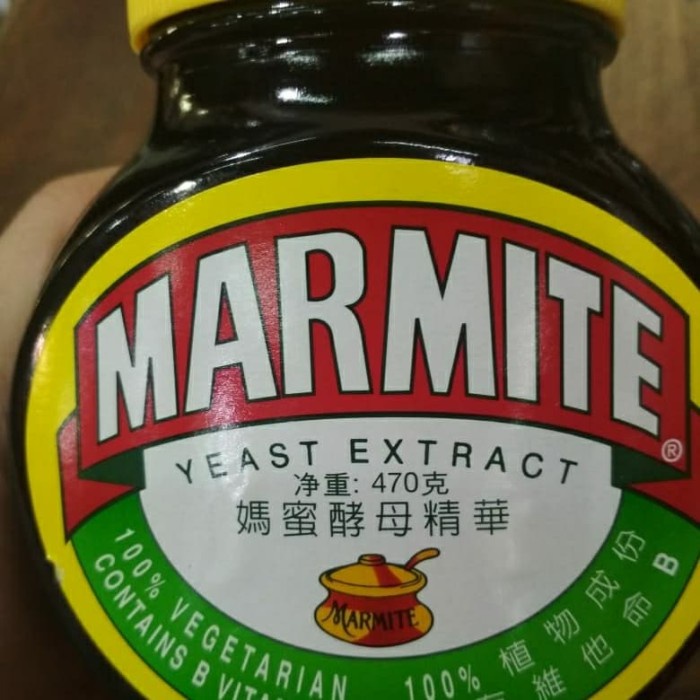 MARMITE®
YEAST EXTRACT
净重: 470克
媽蜜酵母精華
MARMITE
100% VEGETARIAN
CONTAINS B
100% 植物成份
維他命 B